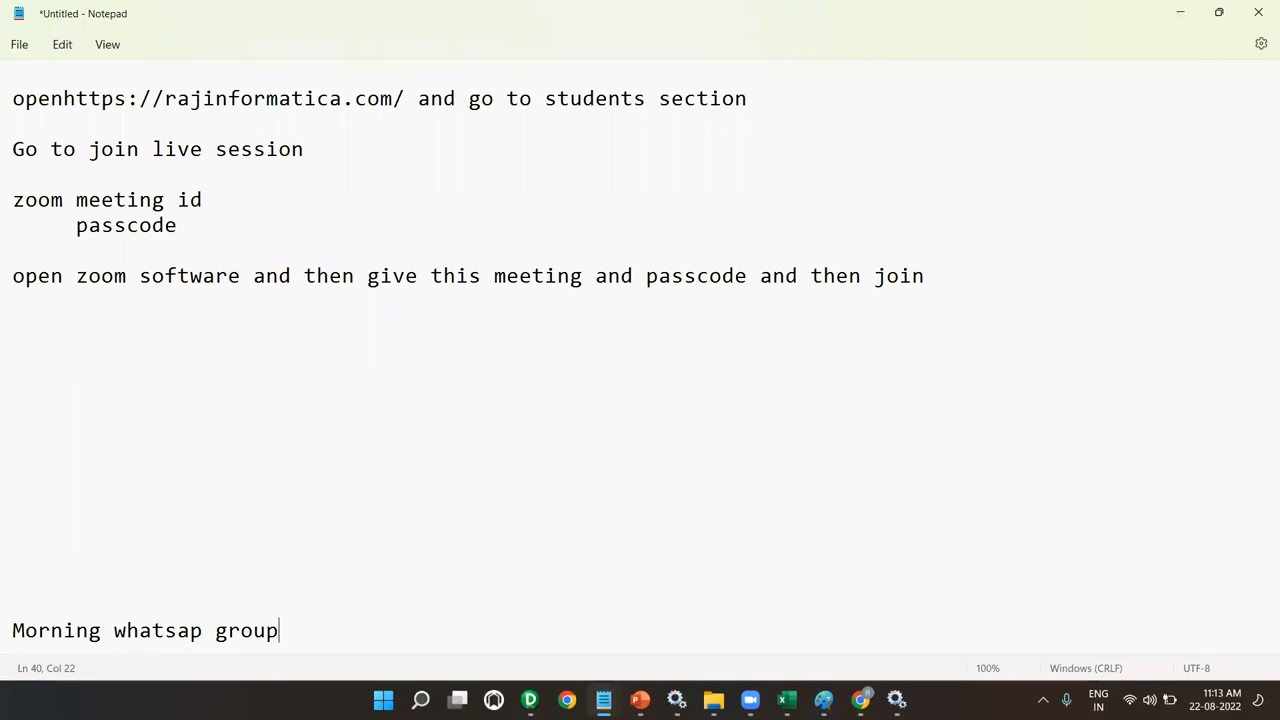 *Untitled - Notepad
File Edit View
openhttps://rajinformatica.com/ and go to students section
Go to join live session
zoom meeting id
passcode
open zoom software and then give this meeting and passcode and then join
Morning whatsap group
Ln 40, Col 22 100% Windows (CRLF) UTF-8
ENG
IN
11:13 AM
22-08-2022